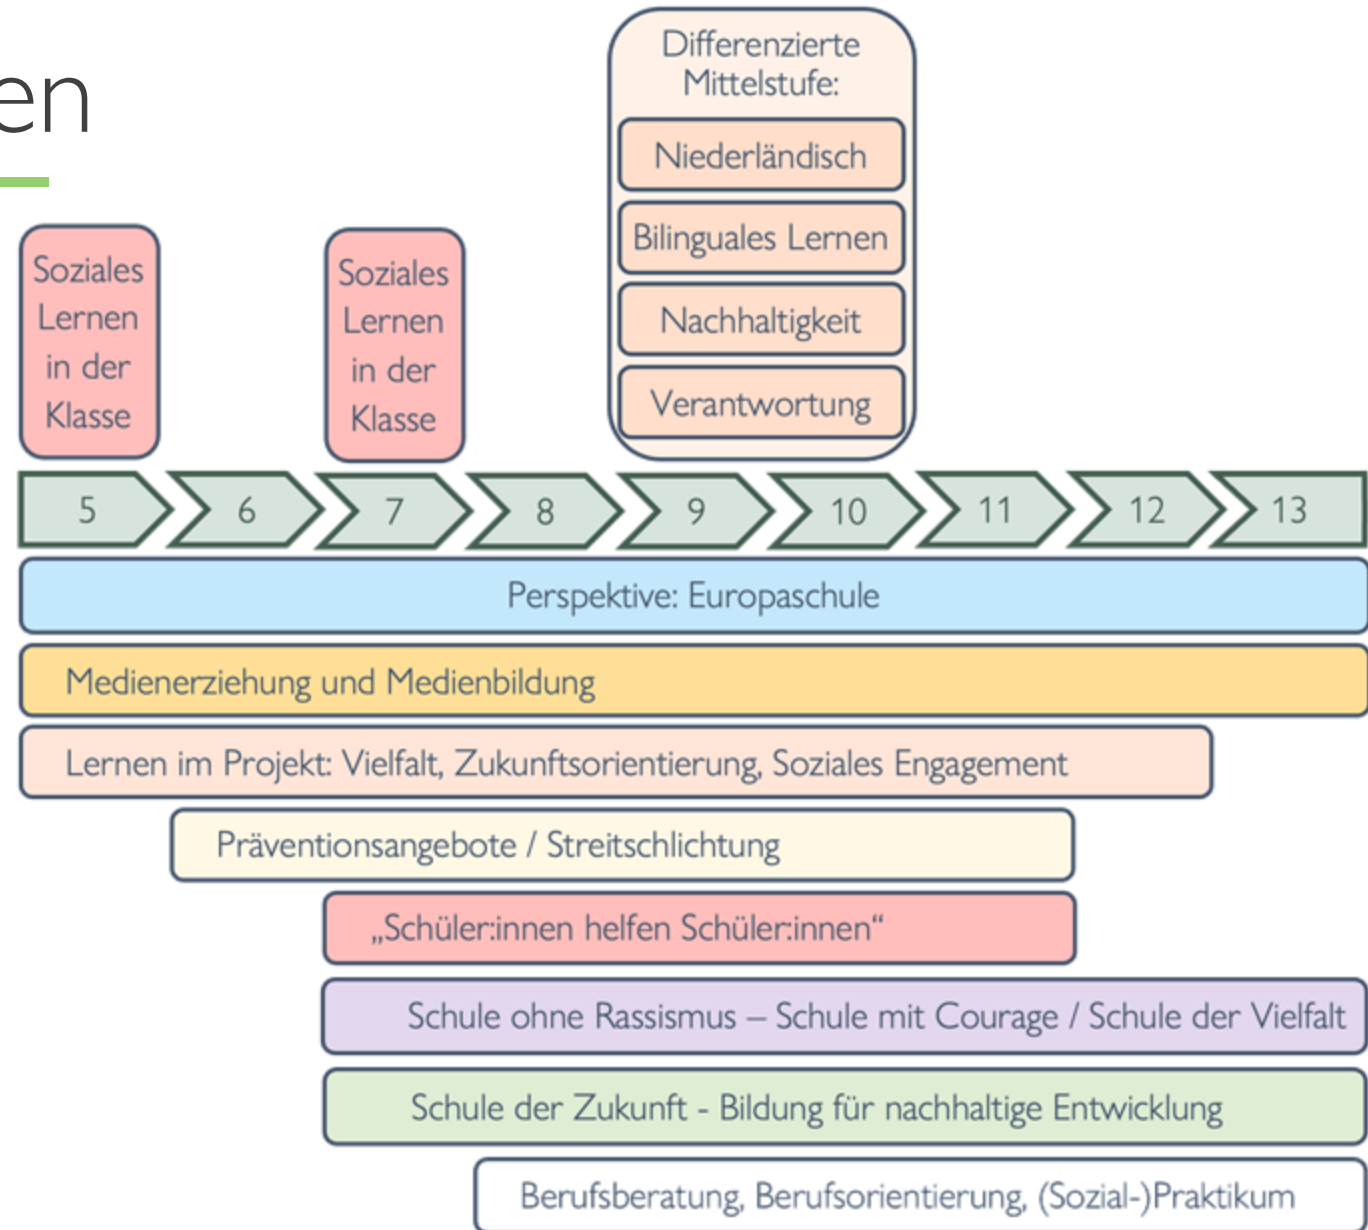 en
Differenzierte
Mittelstufe:
Niederländisch
Bilinguales Lernen
Nachhaltigkeit
Verantwortung
Soziales
Lernen
in der
Klasse
Soziales
Lernen
in der
Klasse
5 6 7 8 9 10 11 12 13
Perspektive: Europaschule
Medienerziehung und Medienbildung
Lernen im Projekt: Vielfalt, Zukunftsorientierung, Soziales Engagement
Präventionsangebote / Streitschlichtung
„Schüler:innen helfen Schüler:innen“
Schule ohne Rassismus – Schule mit Courage / Schule der Vielfalt
Schule der Zukunft - Bildung für nachhaltige Entwicklung
Berufsberatung, Berufsorientierung, (Sozial-)Praktikum